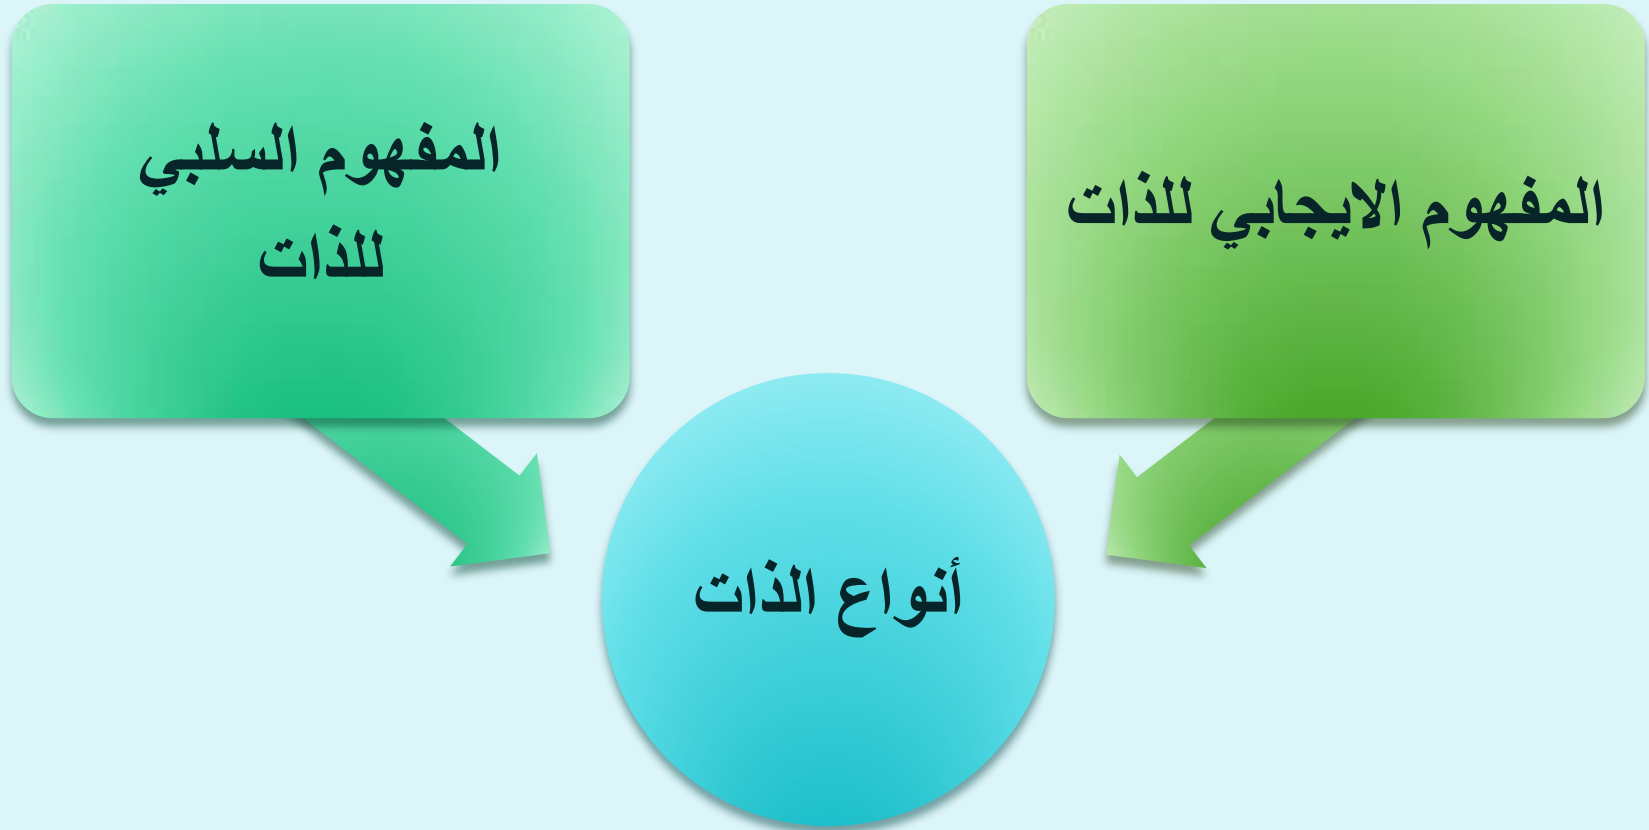 المفهوم الايجابي للذات
المفهوم السلبي
للذات
أنواع الذات